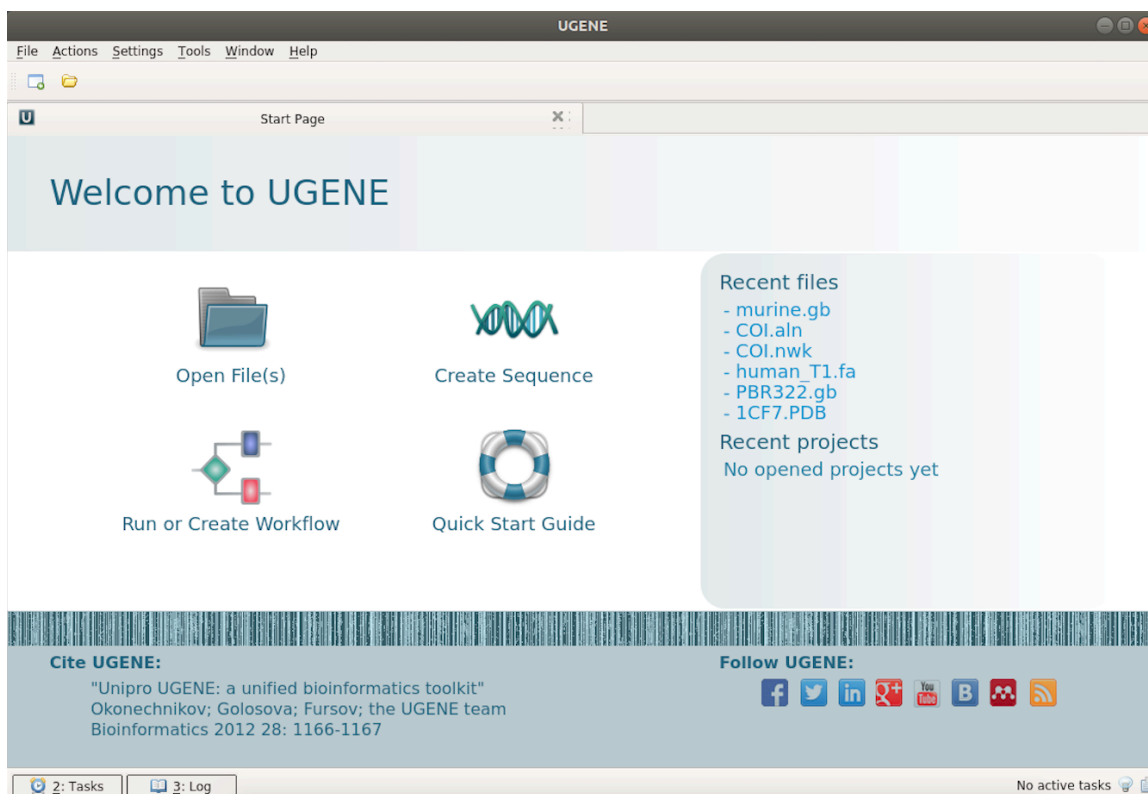 UGENE
File Actions Settings Tools Window Help
Start Page
Welcome to UGENE
Open File(s)
Create Sequence
Run or Create Workflow
Quick Start Guide
Recent files
- murine.gb
- COI.aln
- COI.nwk
- human_T1.fa
- PBR322.gb
- 1CF7.PDB
Recent projects
No opened projects yet
Cite UGENE:
"Unipro UGENE: a unified bioinformatics toolkit"
Okonechnikov; Golosova; Fursov; the UGENE team
Bioinformatics 2012 28: 1166-1167
Follow UGENE:
You Tube
2: Tasks
3: Log
No active tasks